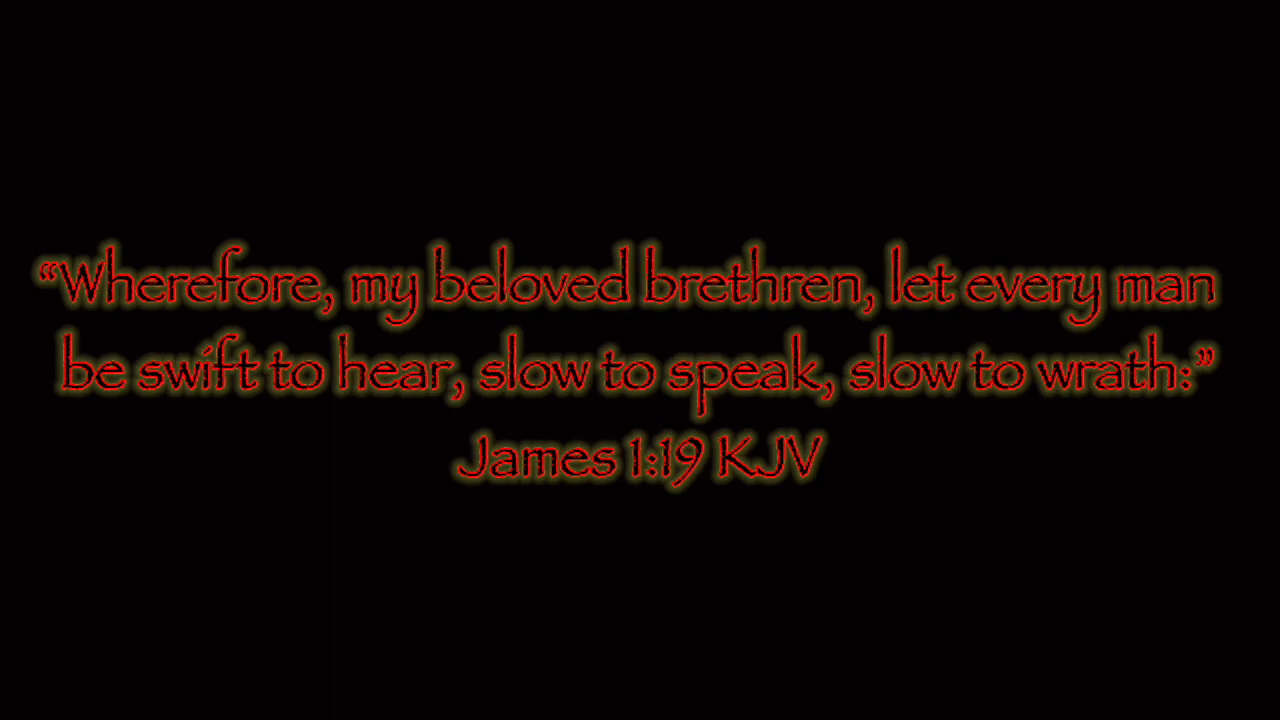 “Wherefore, my beloved brethren, let every man
be swift to hear, slow to speak, slow to wrath:”
James 1:19 KJV